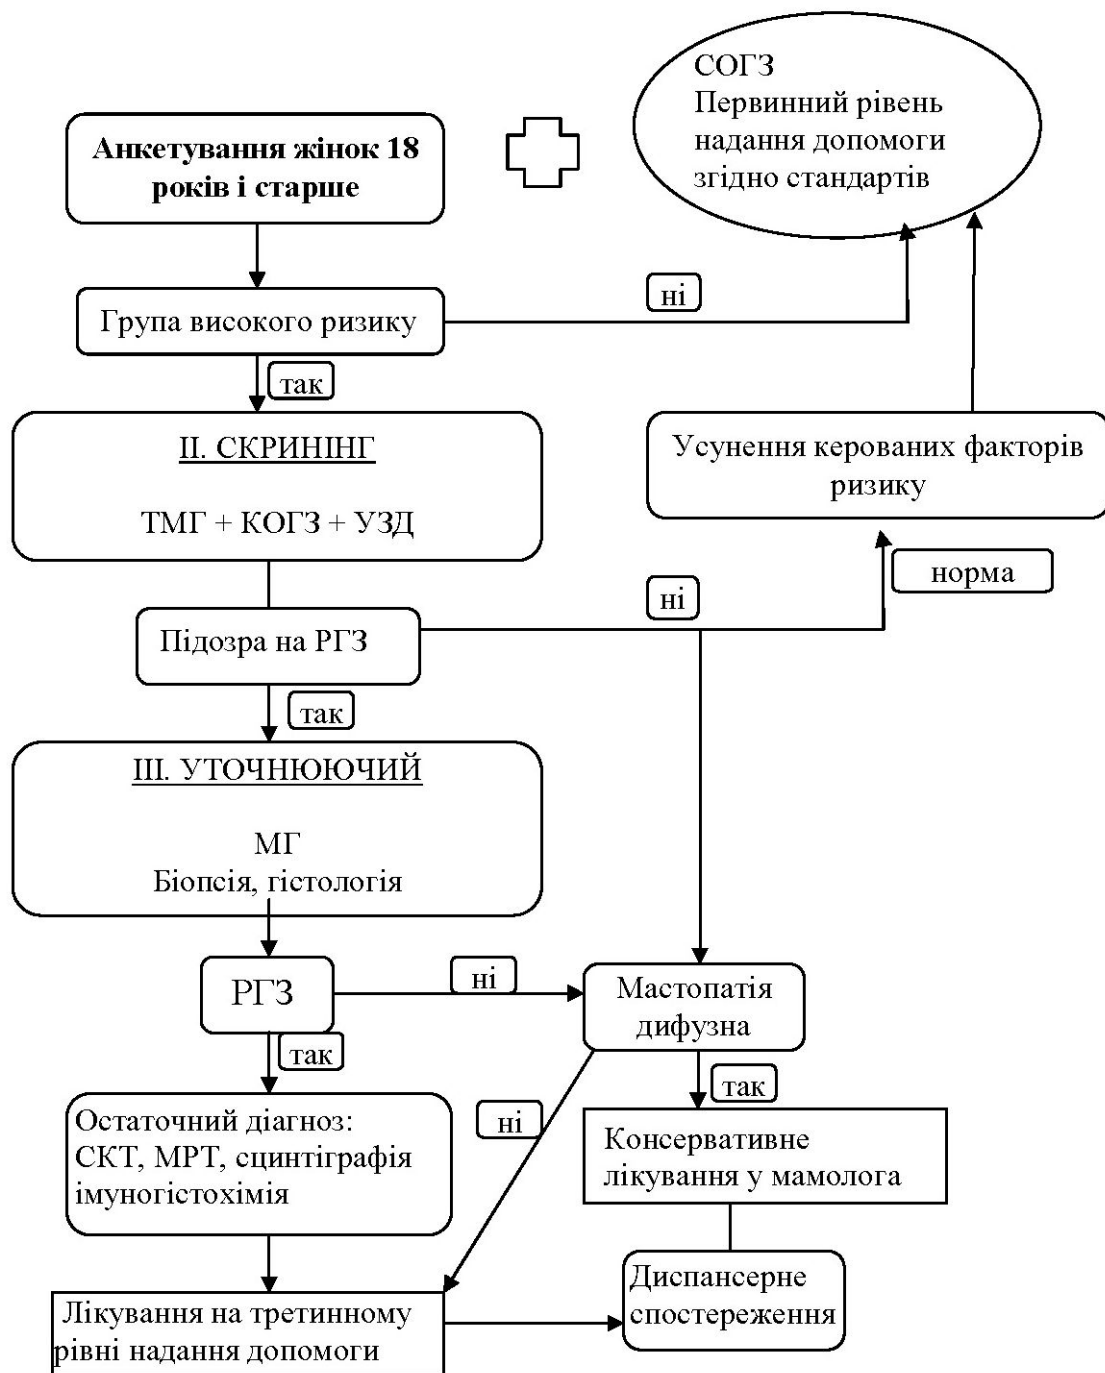 СОГЗ
Первинний рівень
надання допомоги
згідно стандартів
Анкетування жінок 18
років і старше
ні
Група високого ризику
так
ІІ. СКРИНІНГ
ТМГ + КОГЗ + УЗД
Усунення керованих факторів
ризику
норма
ні
Підозра на РГЗ
так
ІІІ. УТОЧНЮЮЧИЙ
МГ
Біопсія, гістологія
РГЗ
ні
Мастопатія
дифузна
так
так
ні
Остаточний діагноз:
СКТ, МРТ, сцинтіграфія
імуногістохімія
Консервативне
лікування у мамолога
Диспансерне
спостереження
Лікування на третинному
рівні надання допомоги